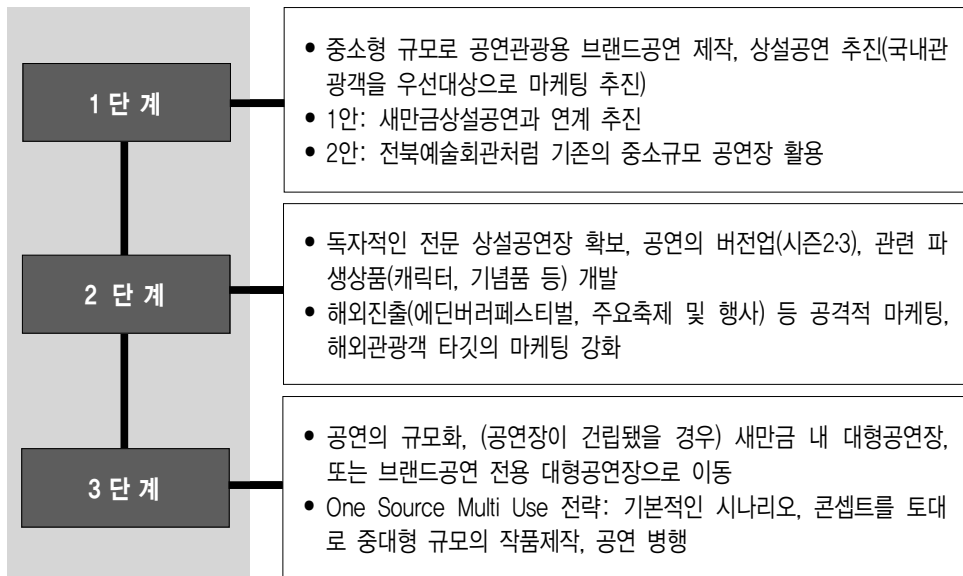 1단계
• 중소형 규모로 공연관광용 브랜드공연 제작, 상설공연 추진(국내관
광객을 우선대상으로 마케팅 추진)
• 1안: 새만금상설공연과 연계 추진
• 2안: 전북예술회관처럼 기존의 중소규모 공연장 활용
2 단계
• 독자적인 전문 상설공연장 확보, 공연의 버전업(시즌2·3), 관련 파
생상품(캐릭터, 기념품 등) 개발
• 해외진출(에딘버러페스티벌, 주요축제 및 행사) 등 공격적 마케팅,
해외관광객 타깃의 마케팅 강화
3단계
• 공연의 규모화, (공연장이 건립됐을 경우) 새만금 내 대형공연장,
또는 브랜드공연 전용 대형공연장으로 이동
• One Source Multi Use 전략: 기본적인 시나리오, 콘셉트를 토대
로 중대형 규모의 작품제작, 공연 병행